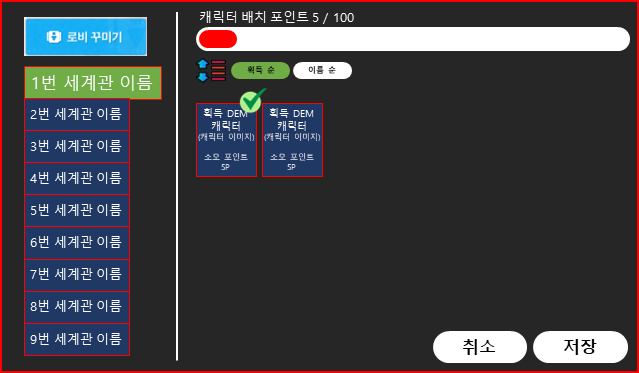 로비 꾸미기
1번 세계관 이름
2번 세계관 이름
3번 세계관 이름
4번 세계관 이름
5번 세계관 이름
6번 세계관 이름
7번 세계관 이름
8번 세계관 이름
9번 세계관 이름
캐릭터 배치 포인트 5 / 100
획득 순
이름 순
획득 DEM
캐릭터
(캐릭터 이미지)
소모 포인트
5P
획득 DEM
캐릭터
(캐릭터 이미지)
소모 포인트
5P
취소
저장